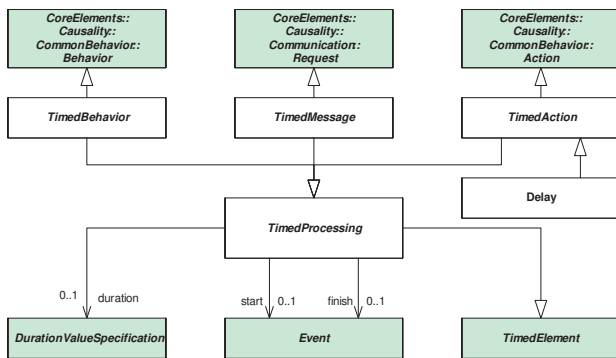 CoreElements::
Causality::
CommonBehavior::
Behavior
CoreElements::
Causality::
Communication::
Request
CoreElements::
Causality::
CommonBehavior::
Action
TimedBehavior
TimedMessage
TimedAction
Delay
TimedProcessing
0..1 duration
start 0..1
finish 0..1
DurationValueSpecification
Event
TimedElement